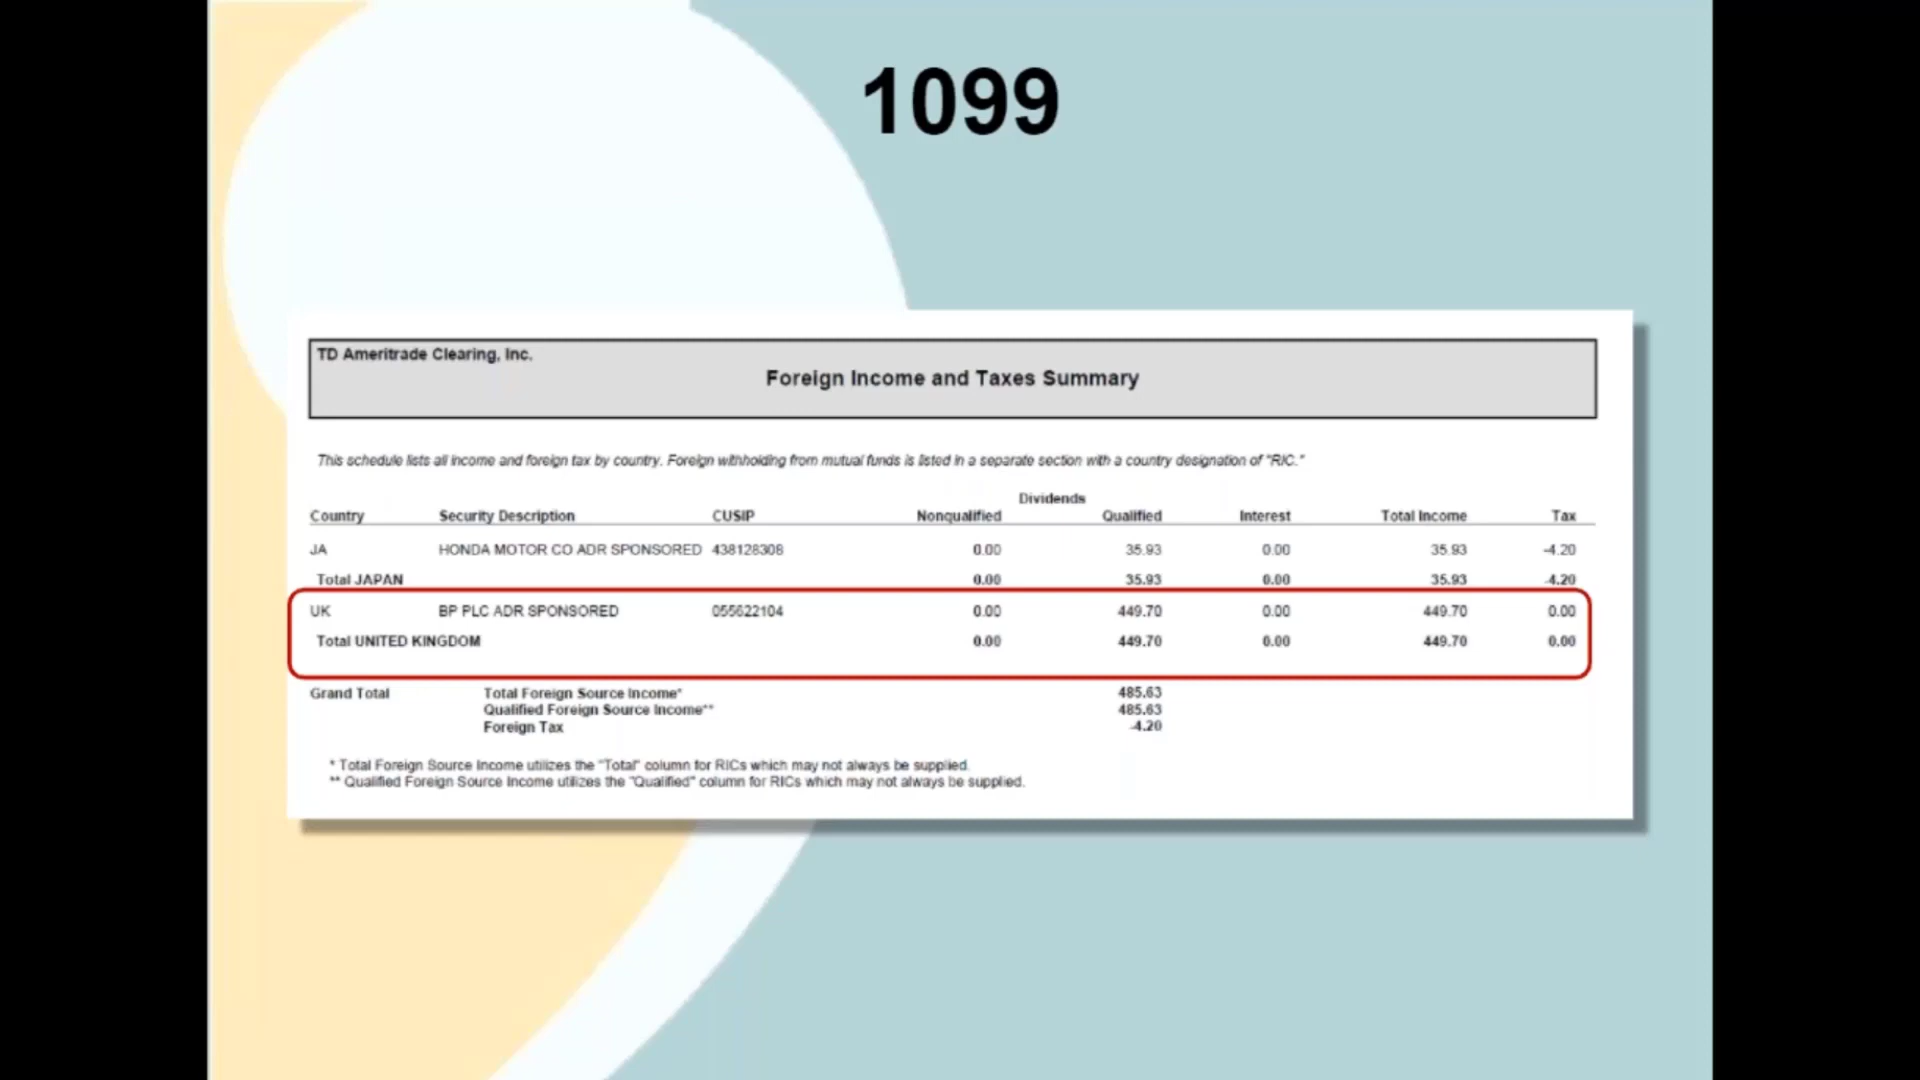 1099
TD Ameritrade Clearing, Inc.
Foreign Income and Taxes Summary
This schedule lists all income and foreign tax by country. Foreign withholding from mutual funds is listed in a separate section with a country designation of "RIC."
Dividends
Country Security Description CUSIP Nonqualified Qualified Interest Total Income Tax
JA HONDA MOTOR CO ADR SPONSORED 438128308 0.00 35.93 0.00 35.93 -4.20
Total JAPAN 0.00 35.93 0.00 35.93 -4.20
UK BP PLC ADR SPONSORED 055622104 0.00 449.70 0.00 449.70 0.00
Total UNITED KINGDOM 0.00 449.70 0.00 449.70 0.00
Grand Total Total Foreign Source Income* 485.63
Qualified Foreign Source Income** 485.63
Foreign Tax -4.20
* Total Foreign Source Income utilizes the "Total" column for RICs which may not always be supplied.
** Qualified Foreign Source Income utilizes the "Qualified" column for RICs which may not always be supplied.